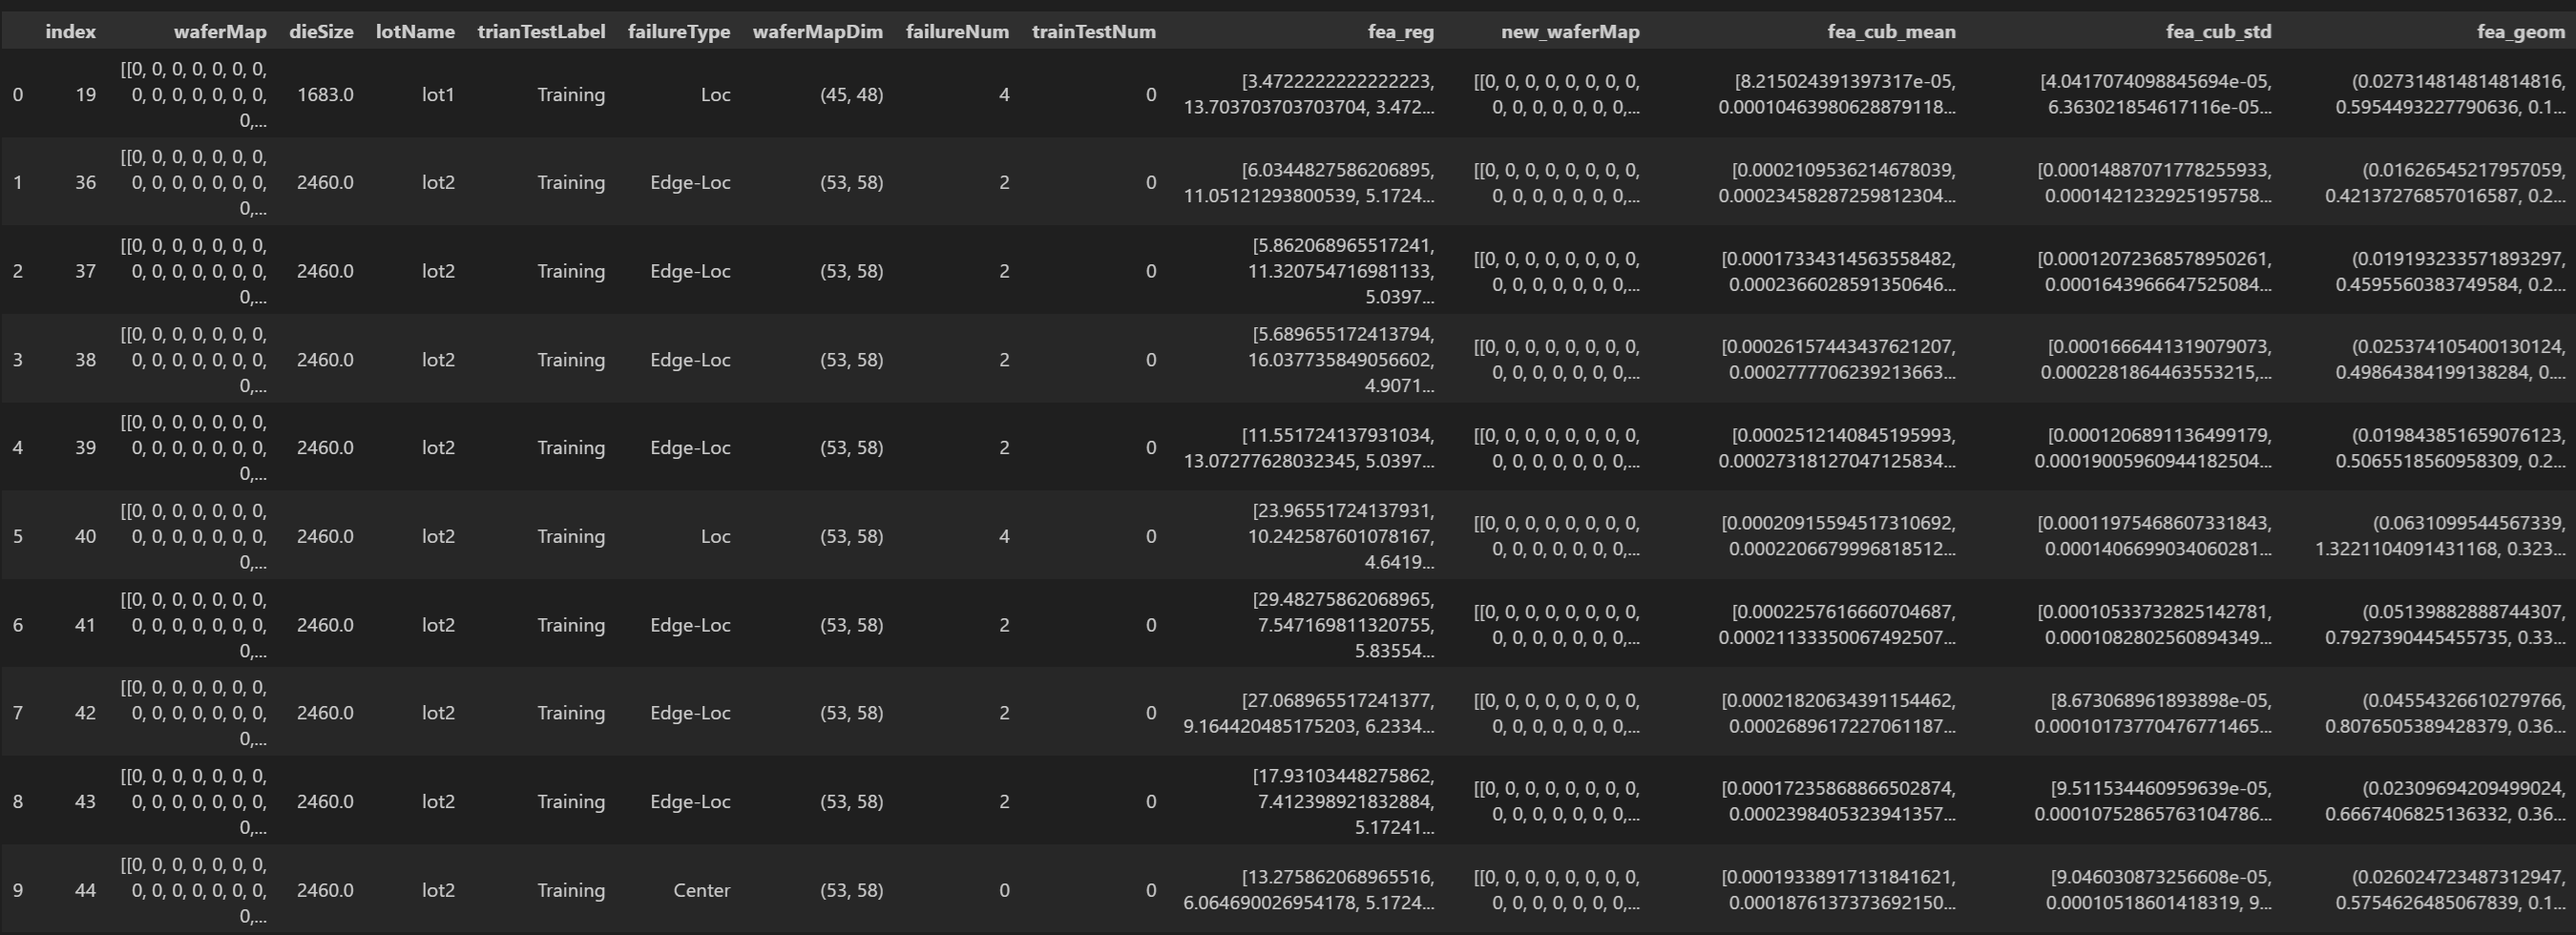 index waferMap dieSize lotName trianTestLabel failureType waferMapDim failureNum trainTestNum fea_reg new_waferMap fea_cub_mean fea_cub_std fea_geom
0 19 [[0, 0, 0, 0, 0, 0, 0, 0, 0, 0, 0, 0, 0, 0, 0,... 1683.0 lot1 Training Loc (45, 48) 4 0 [3.4722222222222223, 13.703703703703704, 3.472... [[0, 0, 0, 0, 0, 0, 0, 0, 0, 0, 0, 0, 0, 0,... [8.215024391397317e-05, 0.00010463980628879118... [4.0417074098845694e-05, 6.363021854617116e-05... (0.027314814814814816, 0.5954493227790636, 0.1...
1 36 [[0, 0, 0, 0, 0, 0, 0, 0, 0, 0, 0, 0, 0, 0, 0,... 2460.0 lot2 Training Edge-Loc (53, 58) 2 0 [6.0344827586206895, 11.05121293800539, 5.1724... [[0, 0, 0, 0, 0, 0, 0, 0, 0, 0, 0, 0, 0, 0,... [0.0002109536214678039, 0.00023458287259812304... [0.00014887071778255933, 0.0001421232925195758... (0.01626545217957059, 0.42137276857016587, 0.2...
2 37 [[0, 0, 0, 0, 0, 0, 0, 0, 0, 0, 0, 0, 0, 0, 0,... 2460.0 lot2 Training Edge-Loc (53, 58) 2 0 [5.862068965517241, 11.320754716981133, 5.0397... [[0, 0, 0, 0, 0, 0, 0, 0, 0, 0, 0, 0, 0, 0,... [0.00017334314563558482, 0.0002366028591350646... [0.00012072368578950261, 0.0001643966647525084... (0.019193233571893297, 0.4595560383749584, 0.2...
3 38 [[0, 0, 0, 0, 0, 0, 0, 0, 0, 0, 0, 0, 0, 0, 0,... 2460.0 lot2 Training Edge-Loc (53, 58) 2 0 [5.689655172413794, 16.037735849056602, 4.9071... [[0, 0, 0, 0, 0, 0, 0, 0, 0, 0, 0, 0, 0, 0,... [0.00026157443437621207, 0.00027777706239213663... [0.0001666441319079073, 0.0002281864463553215,... (0.025374105400130124, 0.49864384199138284, 0....
4 39 [[0, 0, 0, 0, 0, 0, 0, 0, 0, 0, 0, 0, 0, 0, 0,... 2460.0 lot2 Training Edge-Loc (53, 58) 2 0 [11.551724137931034, 13.07277628032345, 5.0397... [[0, 0, 0, 0, 0, 0, 0, 0, 0, 0, 0, 0, 0, 0,... [0.00025121408451​95993, 0.00027318127047125834... [0.0001206891136499179, 0.00019005960944182504... (0.019843851659076123, 0.5065518560958309, 0.2...
5 40 [[0, 0, 0, 0, 0, 0, 0, 0, 0, 0, 0, 0, 0, 0, 0,... 2460.0 lot2 Training Loc (53, 58) 4 0 [23.96551724137931, 10.242587601078167, 4.6419... [[0, 0, 0, 0, 0, 0, 0, 0, 0, 0, 0, 0, 0, 0,... [0.00020915594517310692, 0.0002206679996818512... [0.00011975468607331843, 0.0001406699034060281... (0.0631099544567339, 1.3221104091431168, 0.323...
6 41 [[0, 0, 0, 0, 0, 0, 0, 0, 0, 0, 0, 0, 0, 0, 0,... 2460.0 lot2 Training Edge-Loc (53, 58) 2 0 [29.48275862068965, 7.547169811320755, 5.83554... [[0, 0, 0, 0, 0, 0, 0, 0, 0, 0, 0, 0, 0, 0,... [0.0002257616660704687, 0.00021133350067492507... [0.00010533732825142781, 0.0001082802560894349... (0.05139882888744307, 0.7927390445455735, 0.33...
7 42 [[0, 0, 0, 0, 0, 0, 0, 0, 0, 0, 0, 0, 0, 0, 0,... 2460.0 lot2 Training Edge-Loc (53, 58) 2 0 [27.068965517241377, 9.164420485175203, 6.2334... [[0, 0, 0, 0, 0, 0, 0, 0, 0, 0, 0, 0, 0, 0,... [0.00021820634391154462, 0.0002689617227061187... [8.673068961893898e-05, 0.00010173770476771465... (0.04554326610279766, 0.8076505389428379, 0.36...
8 43 [[0, 0, 0, 0, 0, 0, 0, 0, 0, 0, 0, 0, 0, 0, 0,... 2460.0 lot2 Training Edge-Loc (53, 58) 2 0 [17.93103448275862, 7.412398921832884, 5.17241... [[0, 0, 0, 0, 0, 0, 0, 0, 0, 0, 0, 0, 0, 0,... [0.00017235868866502874, 0.0002398405323941357... [9.511534460959639e-05, 0.00010752865763104786... (0.02309694209499024, 0.6667406825136332, 0.36...
9 44 [[0, 0, 0, 0, 0, 0, 0, 0, 0, 0, 0, 0, 0, 0, 0,... 2460.0 lot2 Training Center (53, 58) 0 0 [13.275862068965516, 6.064690026954178, 5.1724... [[0, 0, 0, 0, 0, 0, 0, 0, 0, 0, 0, 0, 0, 0,... [0.00019338917131841621, 0.0001876137373692150... [9.046030873256608e-05, 0.00010518601418319, 9... (0.026024723487312947, 0.5754626485067839, 0.1...